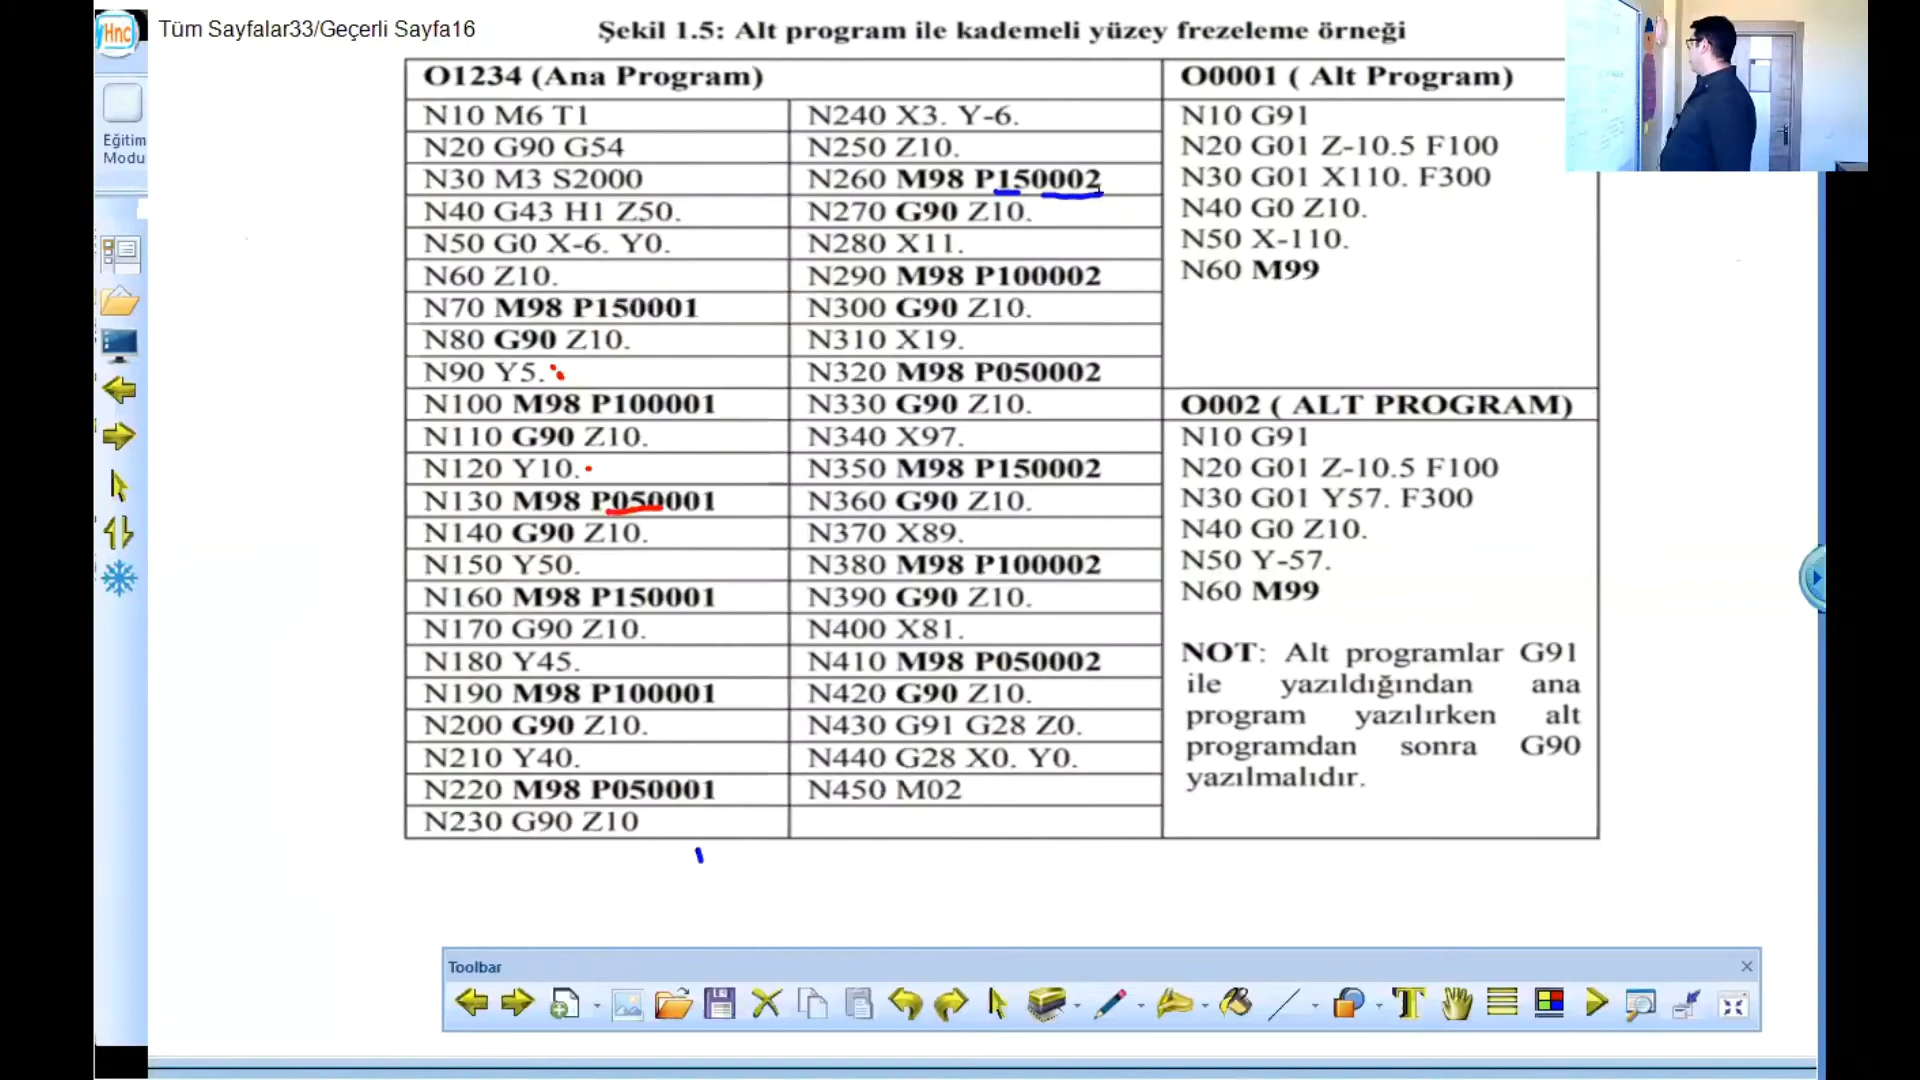 Hnc
Tüm Sayfalar33/Geçerli Sayfa16
Eğitim
Modu
Şekil 1.5: Alt program ile kademeli yüzey frezeleme örneği
O1234 (Ana Program)
N10 M6 T1
N20 G90 G54
N30 M3 S2000
N40 G43 H1 Z50.
N50 G0 X-6. Y0.
N60 Z10.
N70 M98 P150001
N80 G90 Z10.
N90 Y5.
N100 M98 P100001
N110 G90 Z10.
N120 Y10.
N130 M98 P050001
N140 G90 Z10.
N150 Y50.
N160 M98 P150001
N170 G90 Z10.
N180 Y45.
N190 M98 P100001
N200 G90 Z10.
N210 Y40.
N220 M98 P050001
N230 G90 Z10
N240 X3. Y-6.
N250 Z10.
N260 M98 P150002
N270 G90 Z10.
N280 X11.
N290 M98 P100002
N300 G90 Z10.
N310 X19.
N320 M98 P050002
N330 G90 Z10.
N340 X97.
N350 M98 P150002
N360 G90 Z10.
N370 X89.
N380 M98 P100002
N390 G90 Z10.
N400 X81.
N410 M98 P050002
N420 G90 Z10.
N430 G91 G28 Z0.
N440 G28 X0. Y0.
N450 M02
O0001 ( Alt Program)
N10 G91
N20 G01 Z-10.5 F100
N30 G01 X110. F300
N40 G0 Z10.
N50 X-110.
N60 M99
O002 ( ALT PROGRAM)
N10 G91
N20 G01 Z-10.5 F100
N30 G01 Y57. F300
N40 G0 Z10.
N50 Y-57.
N60 M99
NOT: Alt programlar G91
ile yazıldığından ana
program yazılırken alt
programdan sonra G90
yazılmalıdır.
Toolbar